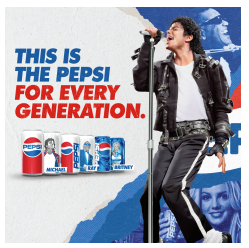 THIS IS
THE PEPSI
FOR EVERY
GENERATION.
PEPSI
PEPSI
MICHAEL
RAY
BRITNEY